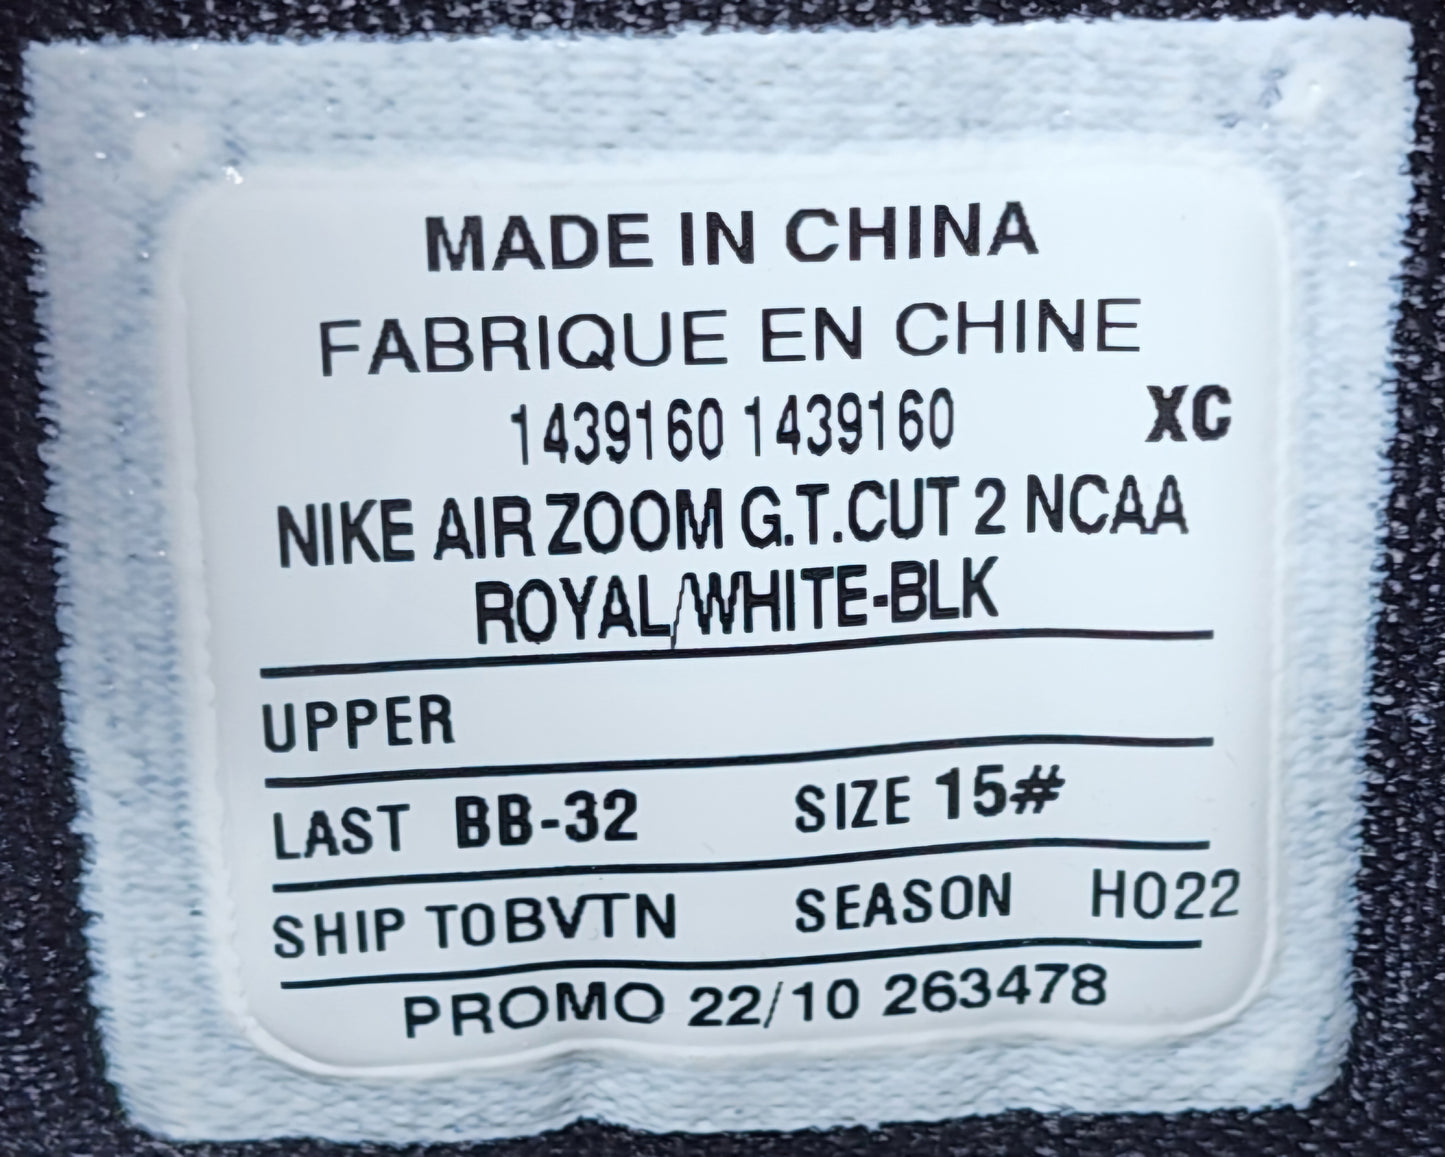 MADE IN CHINA
FABRIQUE EN CHINE
1439160 1439160 XC
NIKE AIR ZOOM G.T.CUT 2 NCAA
ROYAL/WHITE-BLK
UPPER
LAST BB-32 SIZE 15#
SHIP TOBVTN SEASON HO22
PROMO 22/10 263478